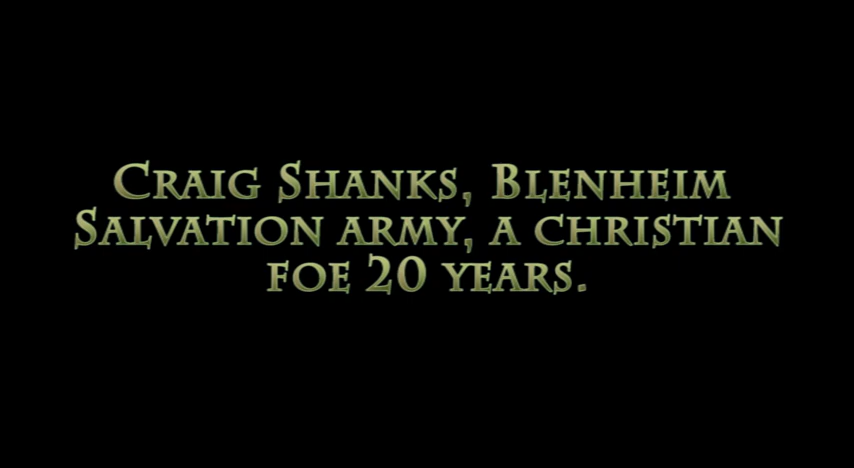 Craig Shanks, Blenheim
Salvation army, a christian
foe 20 years.